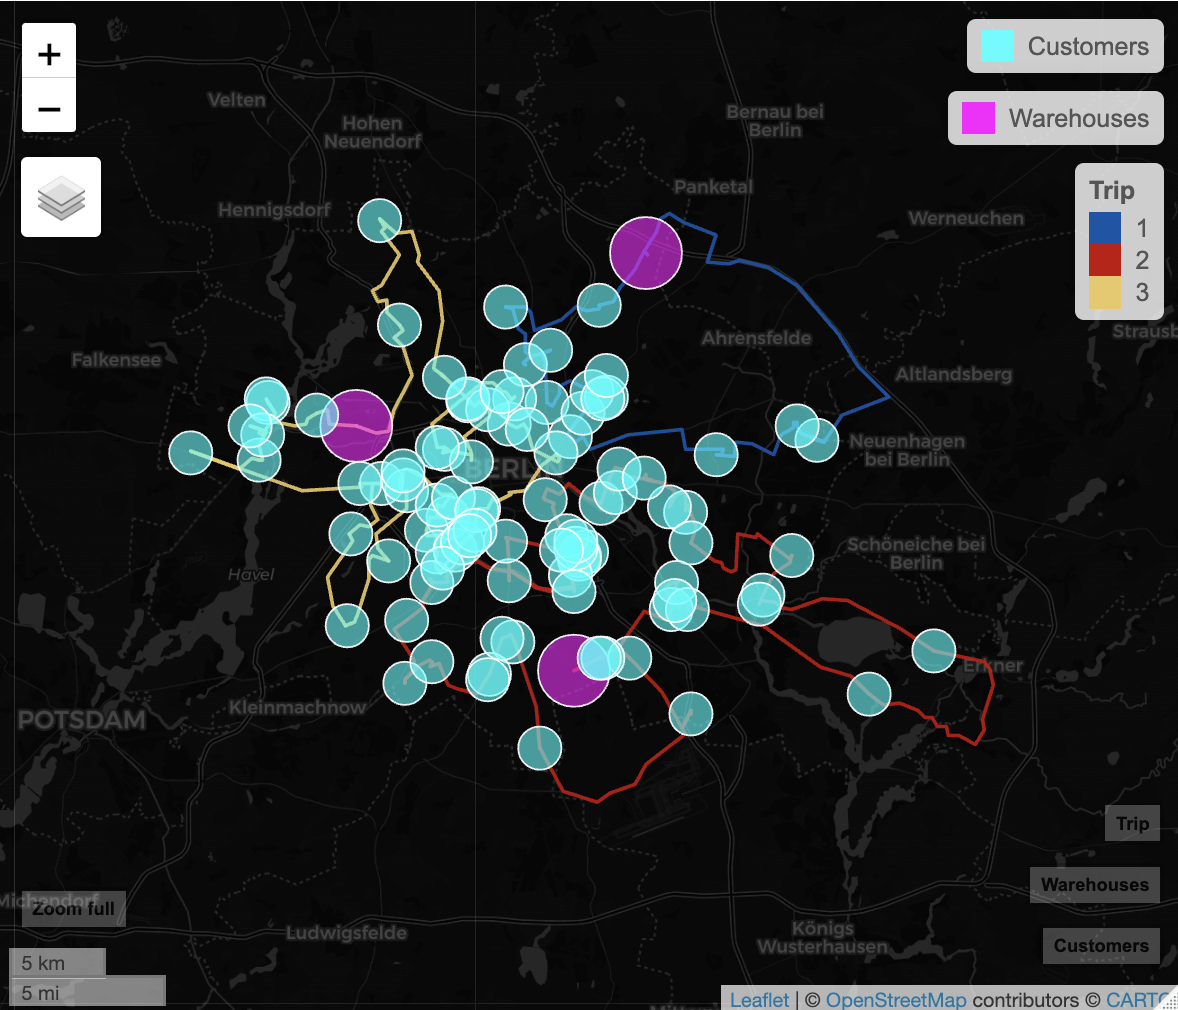 +
−
Customers
Warehouses
Trip
1
2
3
Velten
Hohen
Neuendorf
Bernau bei
Berlin
Panketal
Hennigsdorf
Werneuchen
Ahrensfelde
Falkensee
Altlandsberg
Neuenhagen
bei Berlin
Schöneiche bei
Berlin
Havel
Erkner
Kleinmachnow
POTSDAM
Trip
Warehouses
Michendorf
Zoom full
Customers
Ludwigsfelde
Königs
Wusterhausen
5 km
5 mi
Leaflet | © OpenStreetMap contributors © CARTO